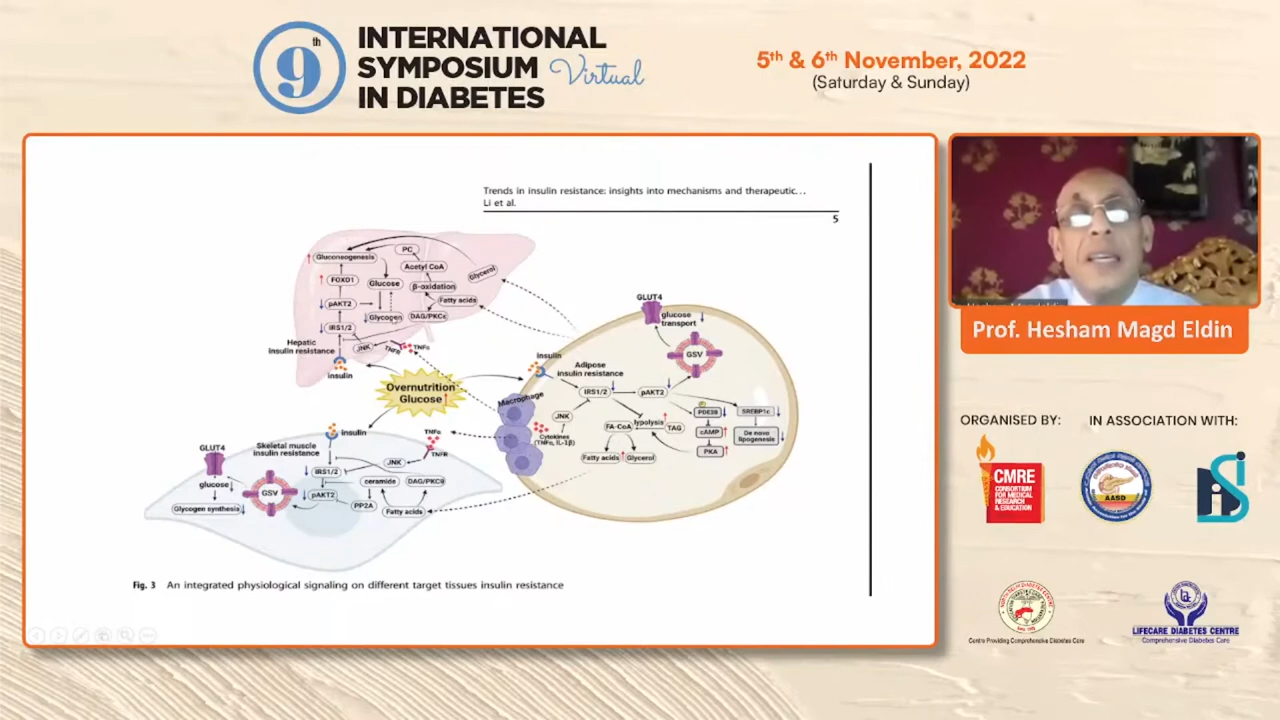 9th
INTERNATIONAL
SYMPOSIUM Virtual
IN DIABETES
5th & 6th November, 2022
(Saturday & Sunday)
Trends in insulin resistance: insights into mechanisms and therapeutic...
Li et al.
5
Gluconeogenesis
PC
Acetyl CoA
Glycerol
FOXO1
Glucose
β-oxidation
Fatty acids
pAKT2
Glycogen
DAG/PKCε
IRS1/2
Hepatic
insulin resistance
JNK
TNFR
TNFα
insulin
Overnutrition
Glucose
Macrophage
GLUT4
glucose
transport
GSV
insulin
Adipose
insulin resistance
IRS1/2
pAKT2
JNK
Cytokines
(TNFα, IL-1β)
FA-CoA
lypolysis
TAG
Fatty acids
Glycerol
PDE3B
cAMP
PKA
SREBP1c
De novo
lipogenesis
insulin
TNFα
TNFR
GLUT4
Skeletal muscle
insulin resistance
JNK
IRS1/2
glucose
GSV
ceramide
DAG/PKCθ
pAKT2
PP2A
Fatty acids
Glycogen synthesis
Fig. 3 An integrated physiological signaling on different target tissues insulin resistance
Prof. Hesham Magd Eldin
ORGANISED BY:
IN ASSOCIATION WITH:
CMRE
CONSORTIUM
FOR MEDICAL
RESEARCH
& EDUCATION
AASD
Centre Providing Comprehensive Diabetes Care
LIFECARE DIABETES CENTRE
Comprehensive Diabetes Care